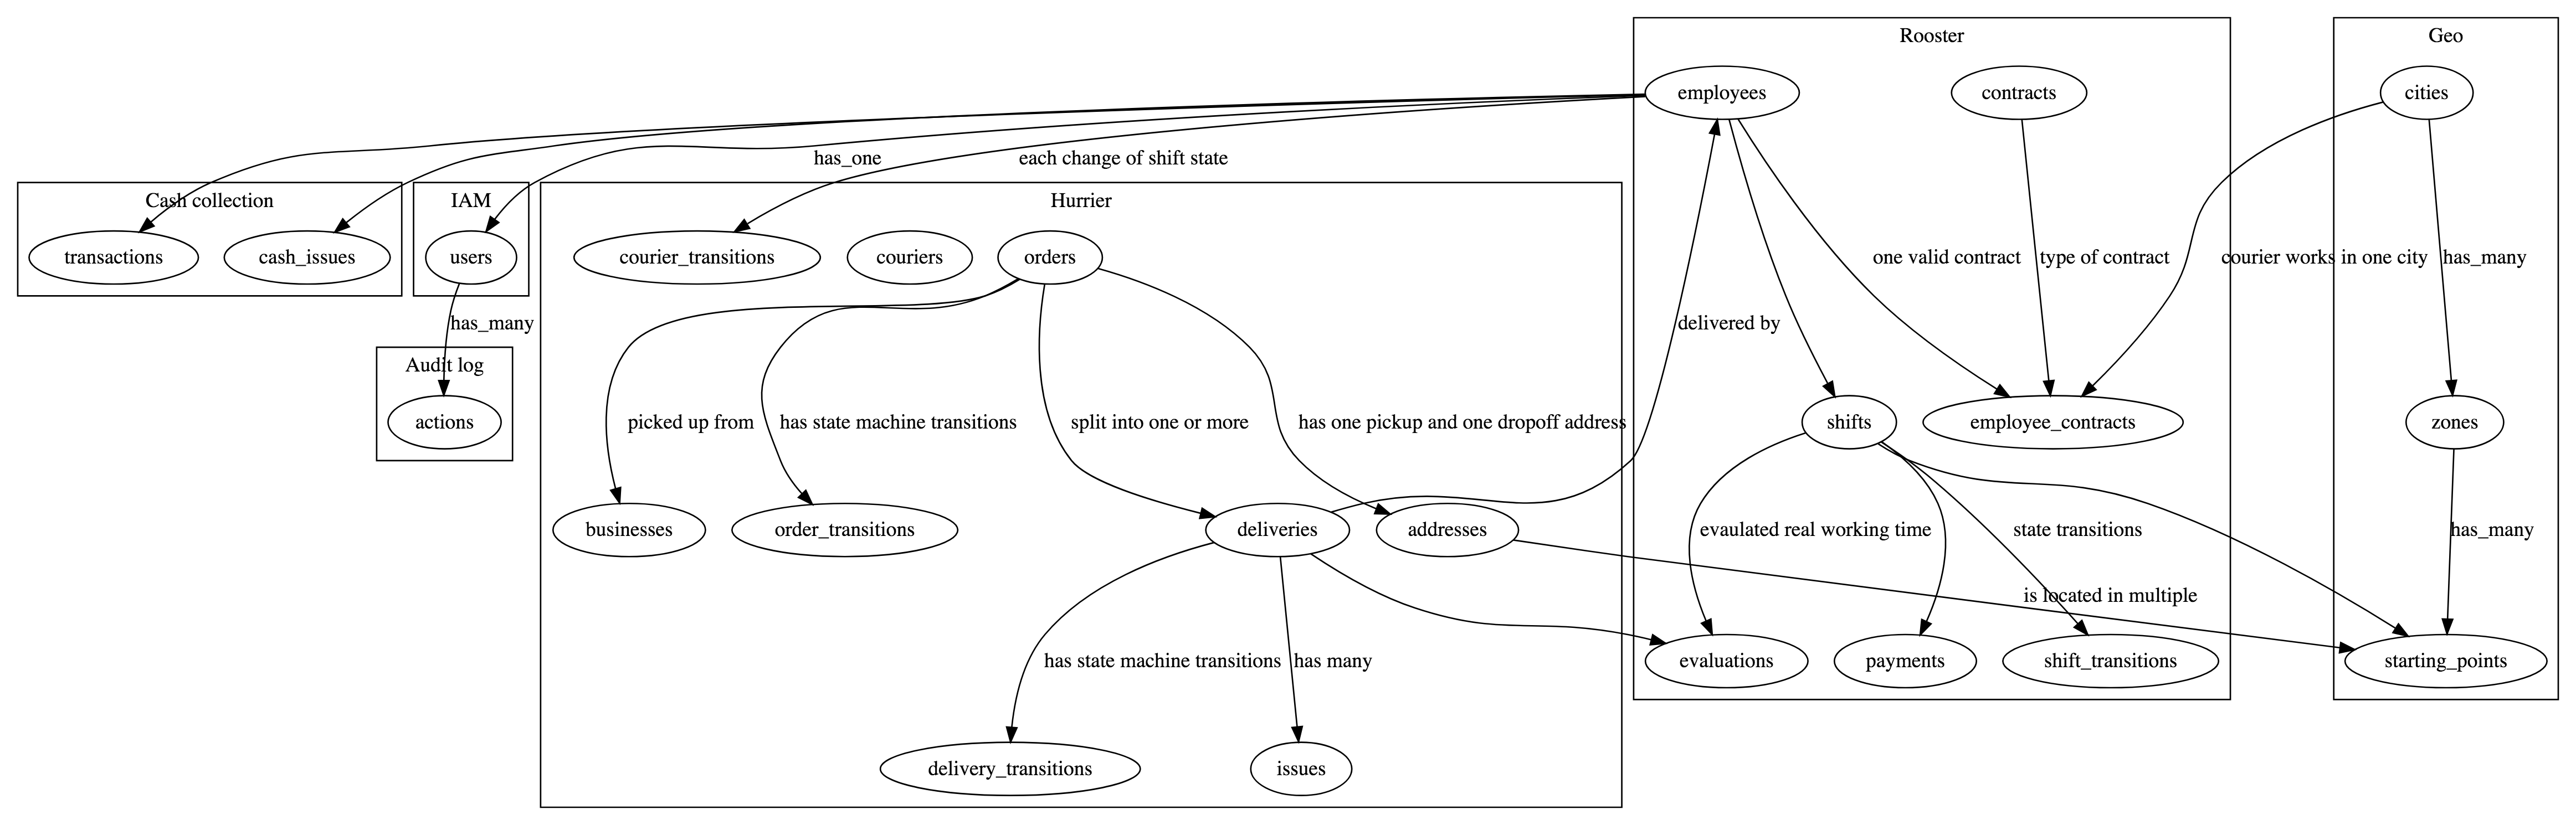 Rooster
Geo
employees
contracts
cities
has_one
each change of shift state
Cash collection
IAM
Hurrier
transactions
cash_issues
users
courier_transitions
couriers
orders
one valid contract
type of contract
courier works in one city
has_many
has_many
delivered by
Audit log
actions
picked up from
has state machine transitions
split into one or more
has one pickup and one dropoff address
shifts
employee_contracts
zones
businesses
order_transitions
deliveries
addresses
evaulated real working time
state transitions
has_many
is located in multiple
has state machine transitions
has many
evaluations
payments
shift_transitions
starting_points
delivery_transitions
issues